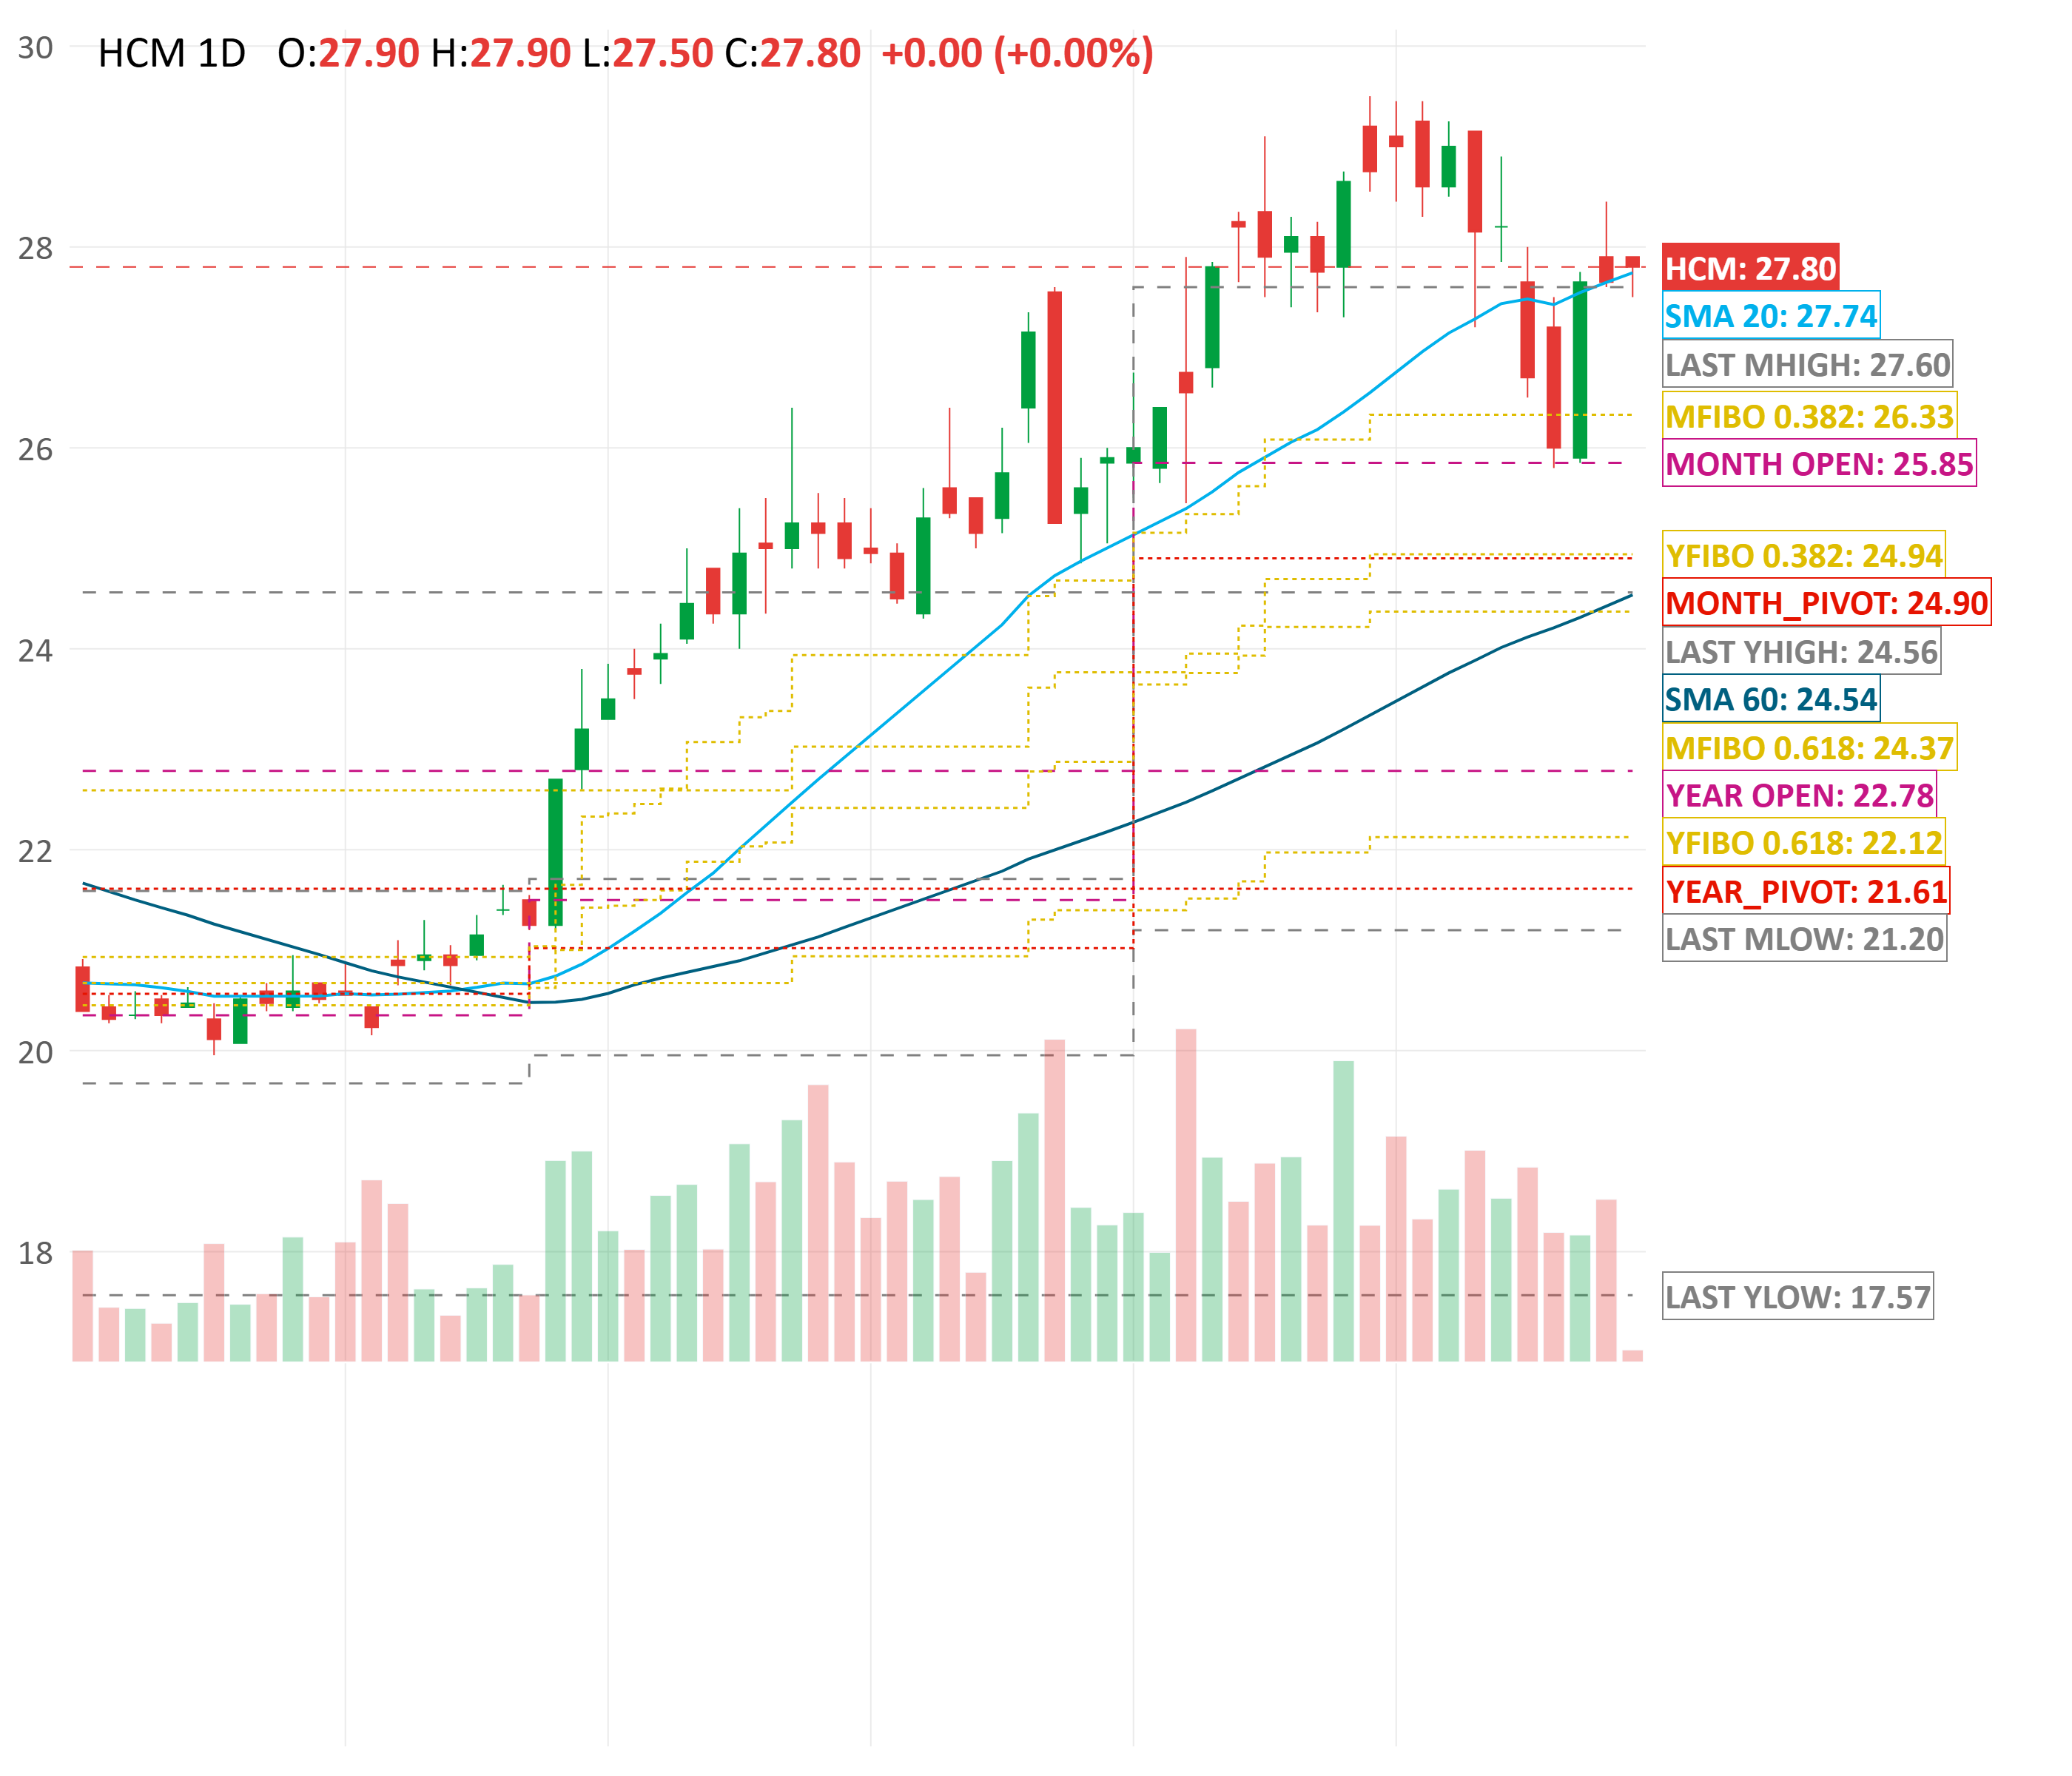 HCM 1D O:27.90 H:27.90 L:27.50 C:27.80 +0.00 (+0.00%)
30
28
26
24
22
20
18
HCM: 27.80
SMA 20: 27.74
LAST MHIGH: 27.60
MFIBO 0.382: 26.33
MONTH OPEN: 25.85
YFIBO 0.382: 24.94
MONTH_PIVOT: 24.90
LAST YHIGH: 24.56
SMA 60: 24.54
MFIBO 0.618: 24.37
YEAR OPEN: 22.78
YFIBO 0.618: 22.12
YEAR_PIVOT: 21.61
LAST MLOW: 21.20
LAST YLOW: 17.57